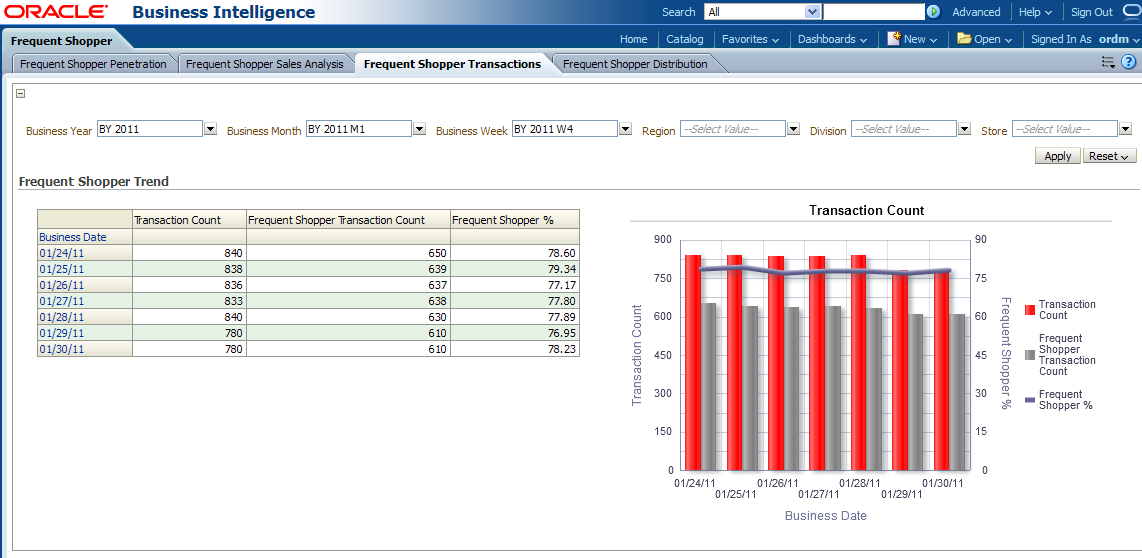 ORACLE Business Intelligence Search All Advanced Help Sign Out
Frequent Shopper Home Catalog Favorites Dashboards New Open Signed In As ordm
Frequent Shopper Penetration Frequent Shopper Sales Analysis Frequent Shopper Transactions Frequent Shopper Distribution
Business Year BY 2011 Business Month BY 2011 M1 Business Week BY 2011 W4 Region --Select Value-- Division --Select Value-- Store --Select Value--
Apply Reset
Frequent Shopper Trend
Transaction Count Frequent Shopper Transaction Count Frequent Shopper %
Business Date
01/24/11 840 650 78.60
01/25/11 838 639 79.34
01/26/11 836 637 77.17
01/27/11 833 638 77.80
01/28/11 840 630 77.89
01/29/11 780 610 76.95
01/30/11 780 610 78.23
Transaction Count
900
750
600
450
300
150
0
Transaction Count
90
75
60
45
30
15
0
Frequent Shopper %
01/24/11 01/26/11 01/28/11 01/30/11
01/25/11 01/27/11 01/29/11
Business Date
Transaction
Count
Frequent
Shopper
Transaction
Count
Frequent
Shopper %